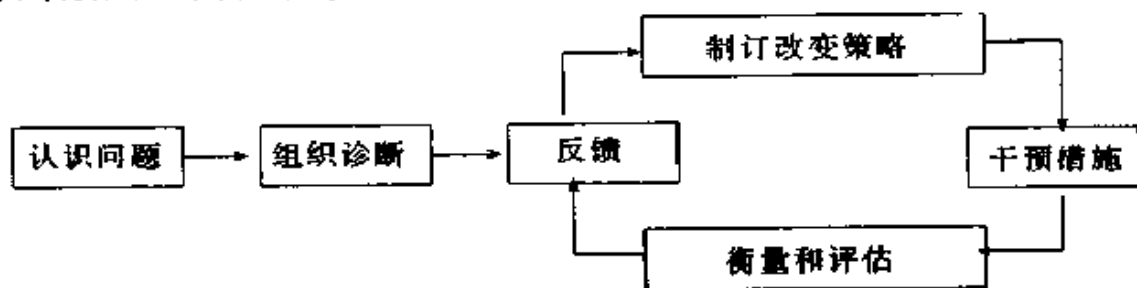 制订改变策略
认识问题
组织诊断
反馈
干预措施
衡量和评估